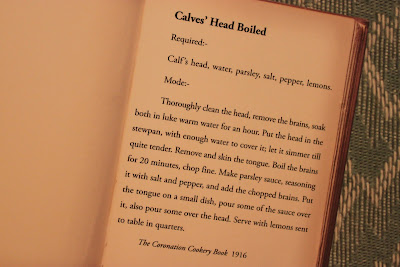 Calves' Head Boiled
Required:-
Calf's head, water, parsley, salt, pepper, lemons.
Mode:-
Thoroughly clean the head, remove the brains, soak
both in luke warm water for an hour. Put the head in the
stewpan, with enough water to cover it; let it simmer till
quite tender. Remove and skin the tongue. Boil the brains
for 20 minutes, chop fine. Make parsley sauce, seasoning
it with salt and pepper, and add the chopped brains. Put
the tongue on a small dish, pour some of the sauce over
it, also pour some over the head. Serve with lemons sent
to table in quarters.
The Coronation Cookery Book 1916